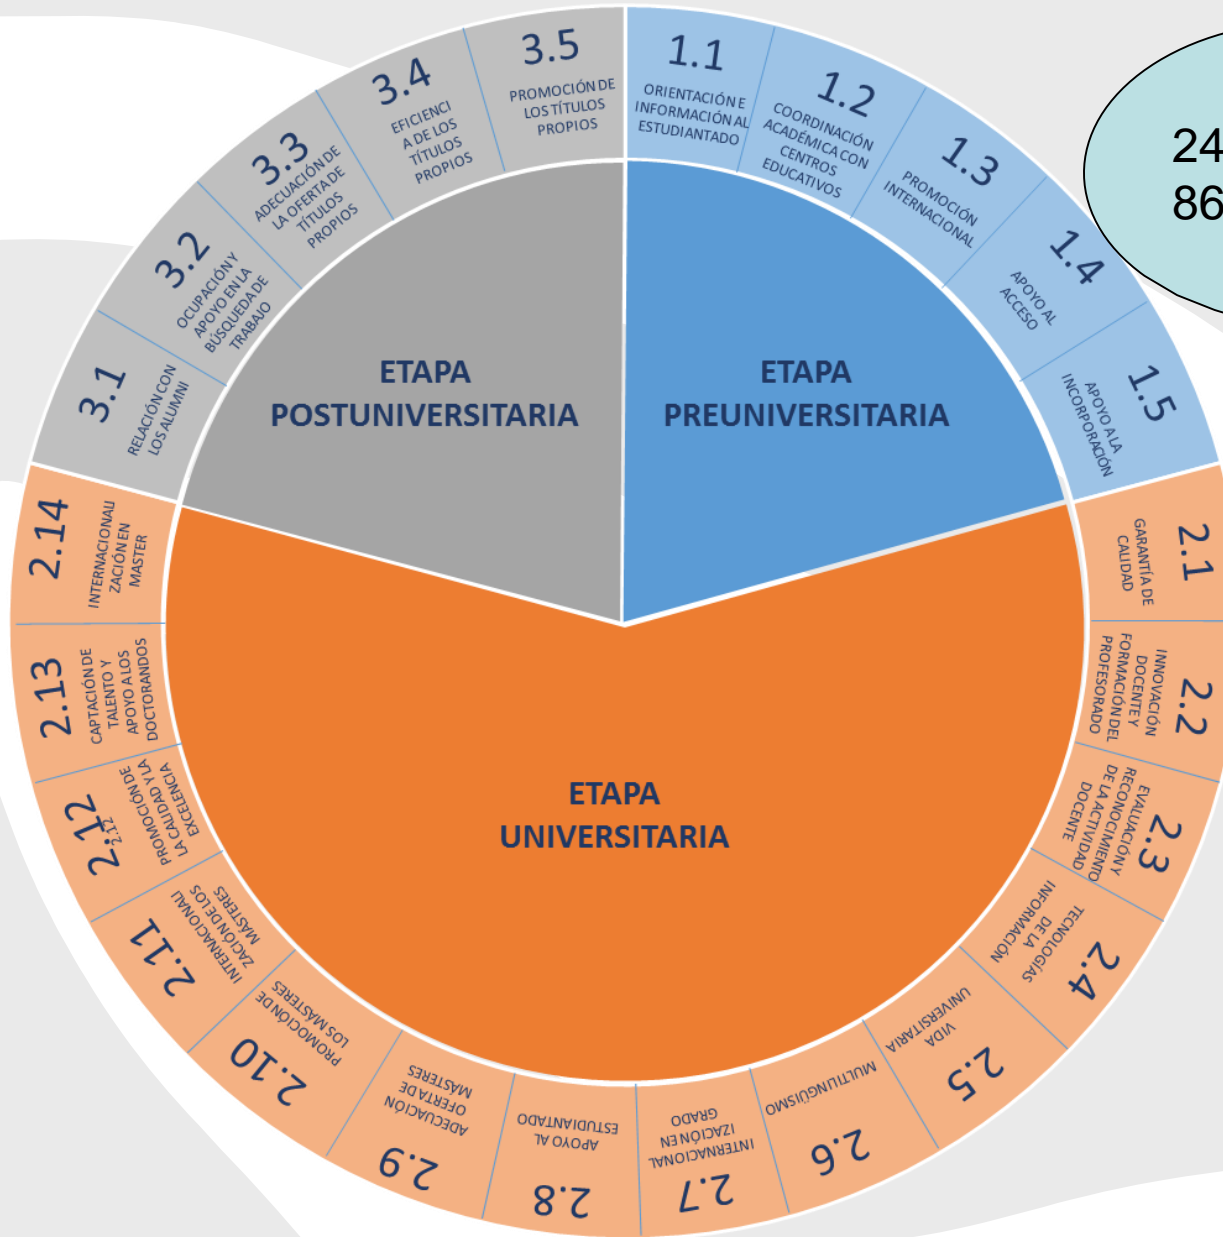 1.1
ORIENTACIÓN E
INFORMACIÓN AL
ESTUDIANTADO
1.2
COORDINACIÓN
ACADÉMICA CON
CENTROS
EDUCATIVOS
1.3
PROMOCIÓN
INTERNACIONAL
1.4
APOYO AL
ACCESO
1.5
APOYO A LA
INCORPORACIÓN
2.1
GARANTÍA DE
CALIDAD
2.2
INNOVACIÓN
DOCENTE Y
FORMACIÓN DEL
PROFESORADO
2.3
EVALUACIÓN Y
RECONOCIMIENTO
DE LA ACTIVIDAD
DOCENTE
2.4
TECNOLOGÍAS
DE LA
INFORMACIÓN
2.5
VIDA
UNIVERSITARIA
2.6
MULTILINGÜISMO
2.7
INTERNACIONAL
IZACIÓN EN
GRADO
2.8
APOYO AL
ESTUDIANTADO
2.9
ADECUACIÓN
OFERTA DE
MÁSTERES
2.10
PROMOCIÓN DE
LOS MÁSTERES
2.11
INTERNACIONALI
ZACIÓN DE LOS
MÁSTERES
2.12
2.12
PROMOCIÓN DE
LA CALIDAD Y LA
EXCELENCIA
2.13
CAPTACIÓN DE
TALENTO Y
APOYO A LOS
DOCTORANDOS
2.14
INTERNACIONALI
ZACIÓN EN
MASTER
3.1
RELACIÓN CON
LOS ALUMNI
3.2
OCUPACIÓN Y
APOYO EN LA
BÚSQUEDA DE
TRABAJO
3.3
ADECUACIÓN DE
LA OFERTA DE
TÍTULOS
PROPIOS
3.4
EFICIENCI
A DE LOS
TÍTULOS
PROPIOS
3.5
PROMOCIÓN DE
LOS TÍTULOS
PROPIOS
ETAPA
POSTUNIVERSITARIA
ETAPA
PREUNIVERSITARIA
ETAPA
UNIVERSITARIA
24
86